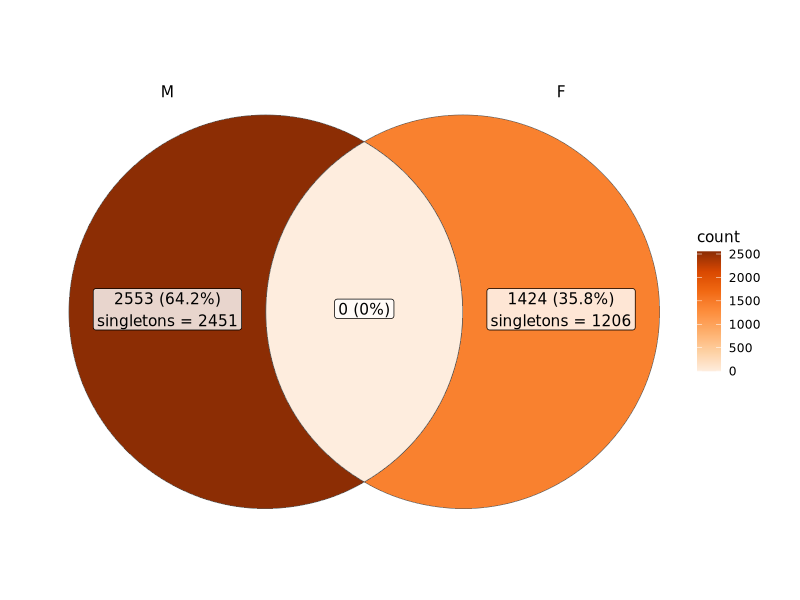 M
F
2553 (64.2%)
singletons = 2451
0 (0%)
1424 (35.8%)
singletons = 1206
count
2500
2000
1500
1000
500
0